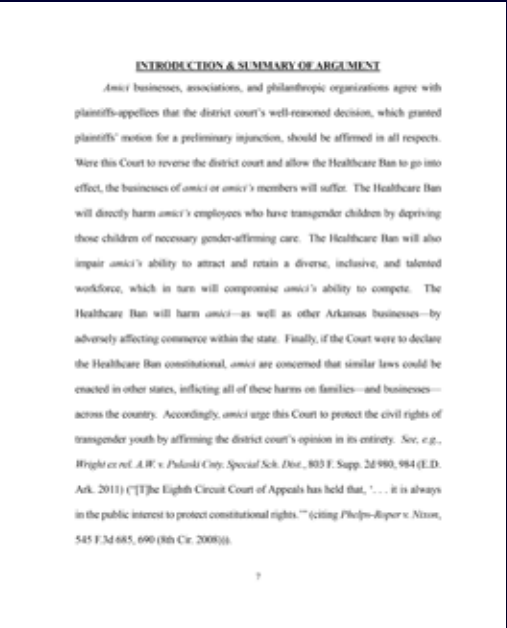 INTRODUCTION & SUMMARY OF ARGUMENT
Amici businesses, associations, and philanthropic organizations agree with
plaintiffs-appellees that the district court's well-reasoned decision, which granted
plaintiffs' motion for a preliminary injunction, should be affirmed in all respects.
Were this Court to reverse the district court and allow the Healthcare Ban to go into
effect, the businesses of amici or amici's members will suffer. The Healthcare Ban
will directly harm amici's employees who have transgender children by depriving
those children of necessary gender-affirming care. The Healthcare Ban will also
impair amici's ability to attract and retain a diverse, inclusive, and talented
workforce, which in turn will compromise amici's ability to compete. The
Healthcare Ban will harm amici—as well as other Arkansas businesses—by
adversely affecting commerce within the state. Finally, if the Court were to declare
the Healthcare Ban constitutional, amici are concerned that similar laws could be
enacted in other states, inflicting all of these harms on families—and businesses—
across the country. Accordingly, amici urge this Court to protect the civil rights of
transgender youth by affirming the district court's opinion in its entirety. See, e.g.,
Wright ex rel. A.W. v. Pulaski Cnty. Special Sch. Dist., 803 F. Supp. 2d 980, 984 (E.D.
Ark. 2011) ("[T]he Eighth Circuit Court of Appeals has held that, '. . . it is always
in the public interest to protect constitutional rights.'" (citing Phelps-Roper v. Nixon,
545 F.3d 685, 690 (8th Cir. 2008))).